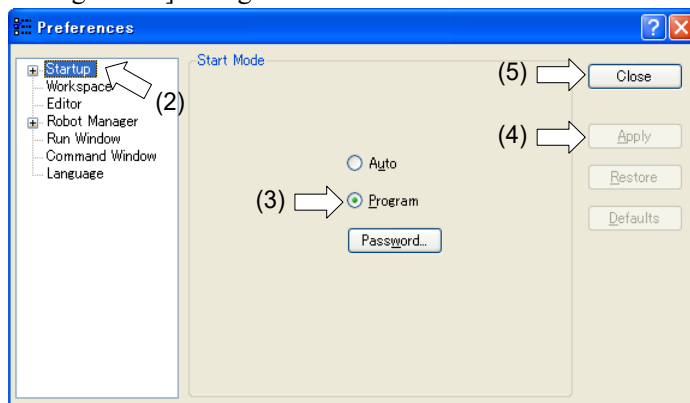 Preferences
Startup
Workspace
Editor
Robot Manager
Run Window
Command Window
Language
(2)
Start Mode
Auto
(3)
Program
Password...
(5)
Close
(4)
Apply
Restore
Defaults